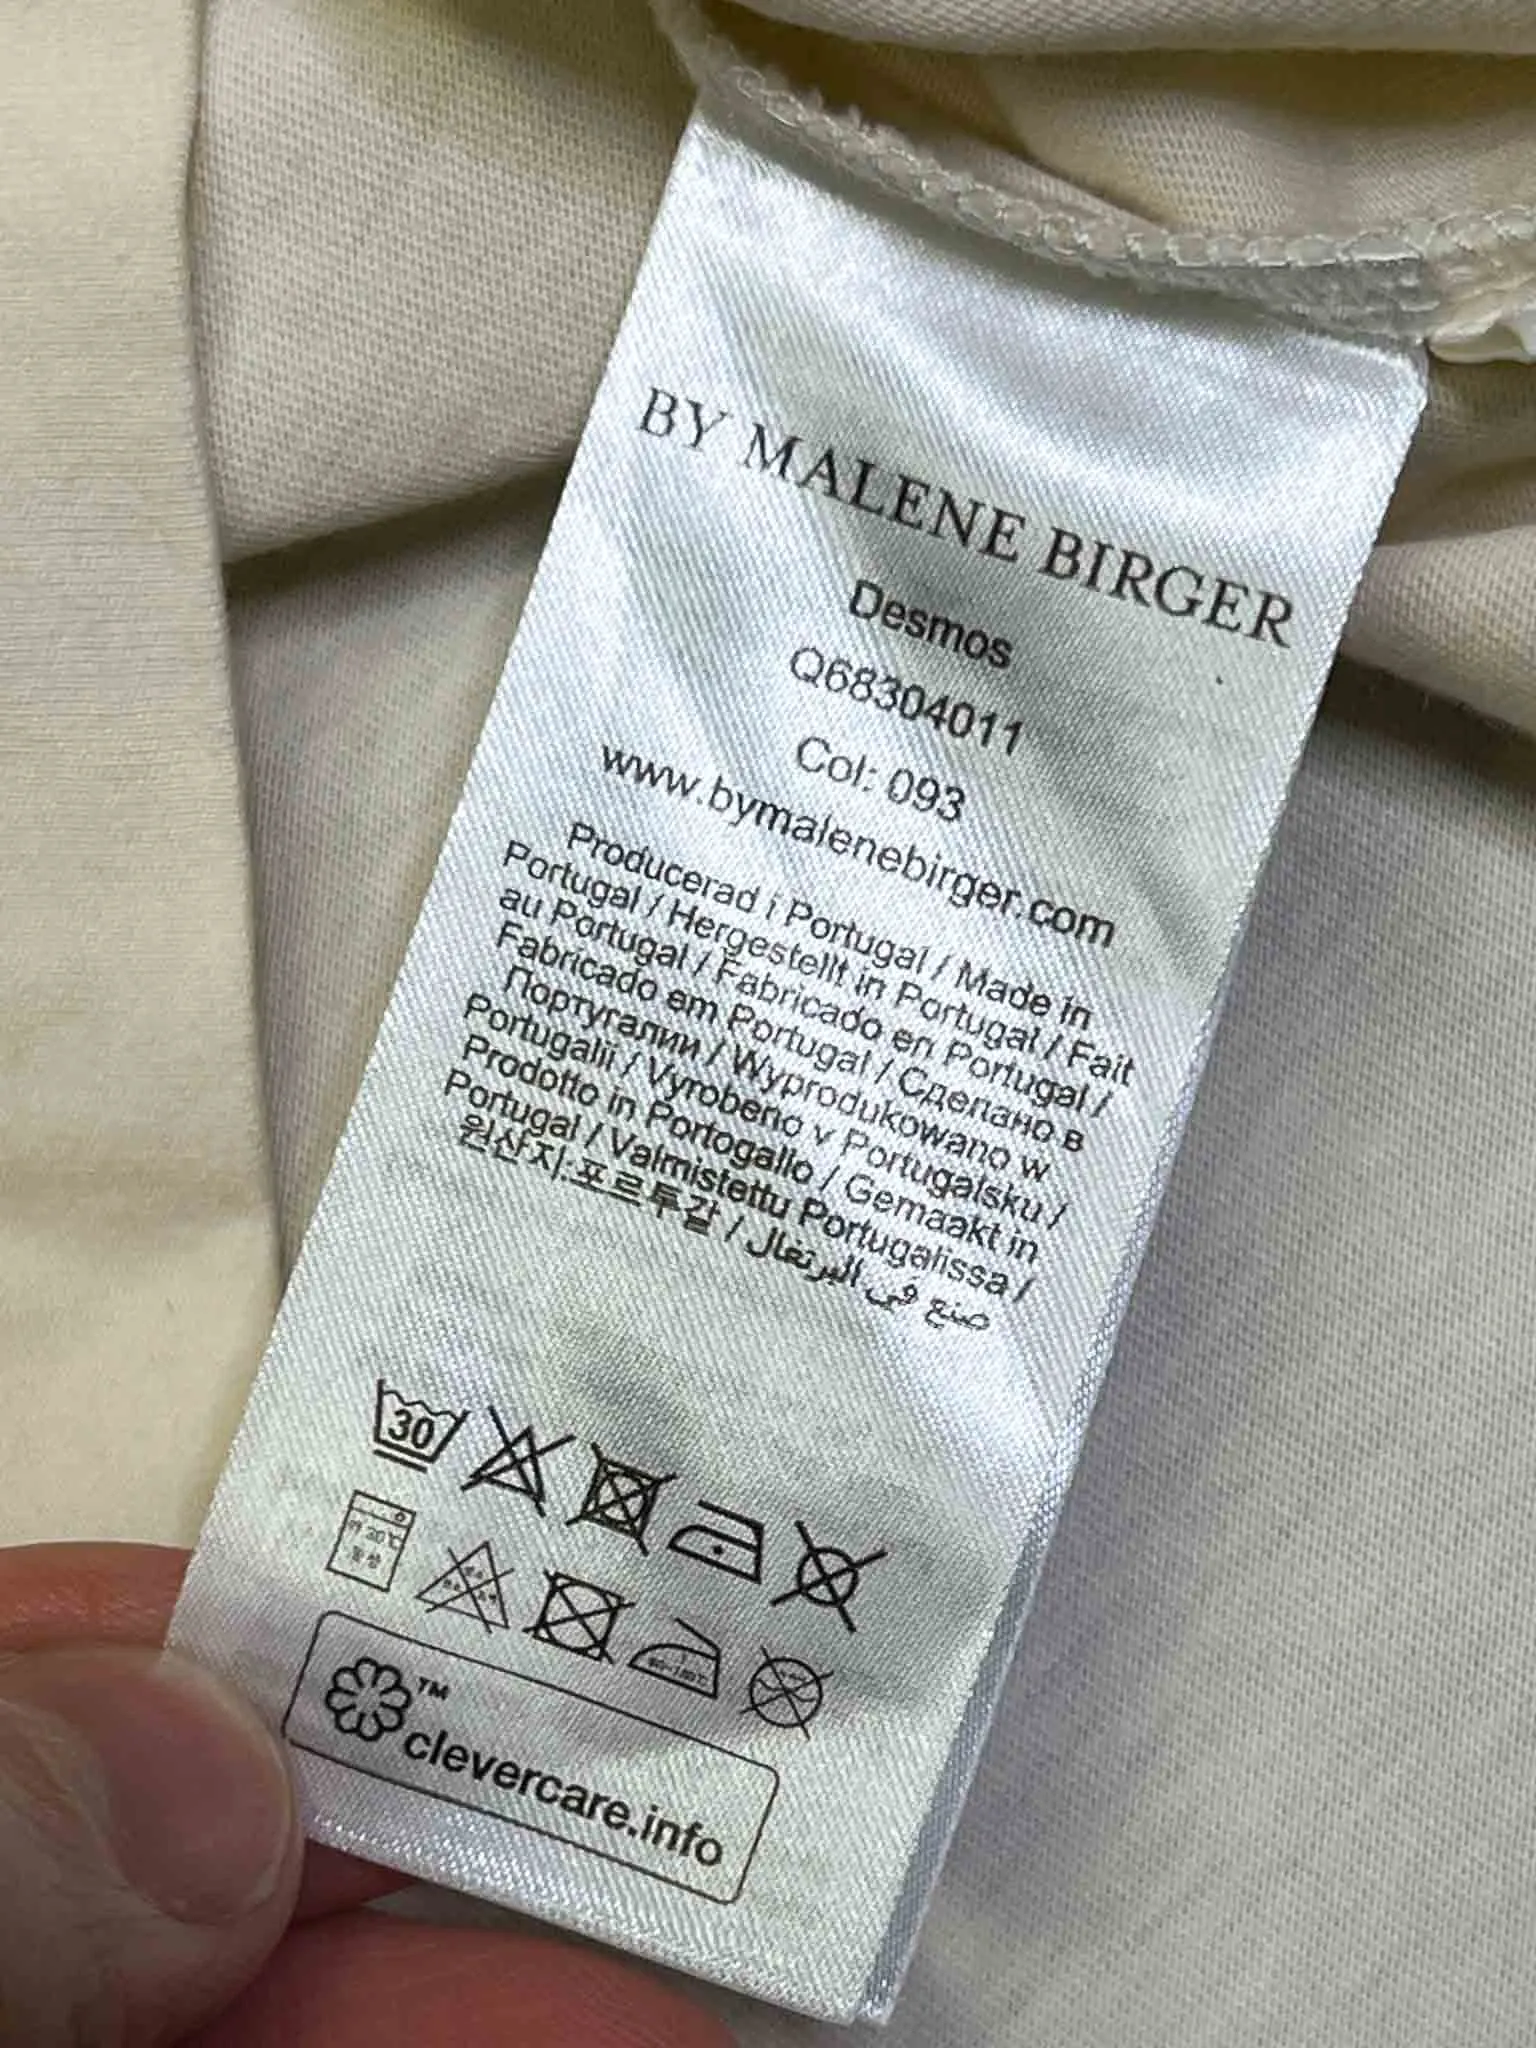 BY MALENE BIRGER
Desmos
Q68304011
Col: 093
www.bymalenebirger.com
Producerad i Portugal / Made in
Portugal / Hergestellt in Portugal / Fait
au Portugal / Fabricado en Portugal /
Fabricado em Portugal / Сделано в
Португалии / Wyprodukowano w
Portugalii / Vyrobeno v Portugalsku /
Prodotto in Portogallo / Gemaakt in
Portugal / Valmistettu Portugalissa /
원산지:포르투갈 / صنع في البرتغال
30
™
clevercare.info